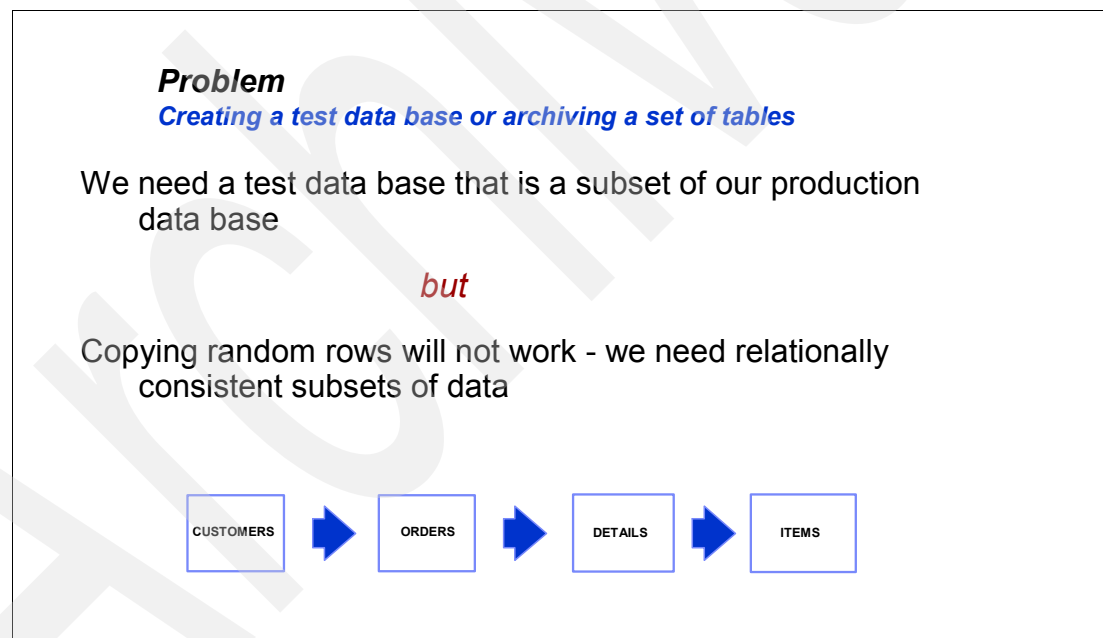 Problem
Creating a test data base or archiving a set of tables
We need a test data base that is a subset of our production
data base
but
Copying random rows will not work - we need relationally
consistent subsets of data
CUSTOMERS
ORDERS
DETAILS
ITEMS